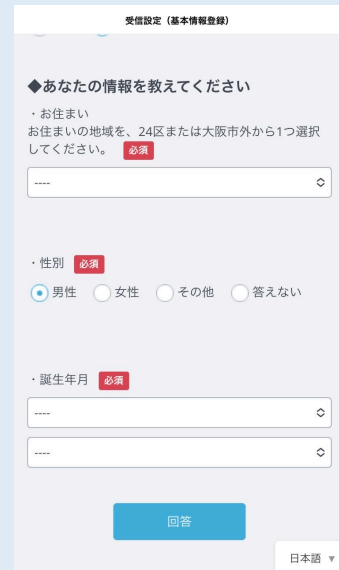 受信設定（基本情報登録）
◆あなたの情報を教えてください
・お住まい
お住まいの地域を、24区または大阪市外から1つ選択
してください。 必須
----
・性別 必須
男性 女性 その他 答えない
・誕生年月 必須
----
----
回答
日本語 ▼